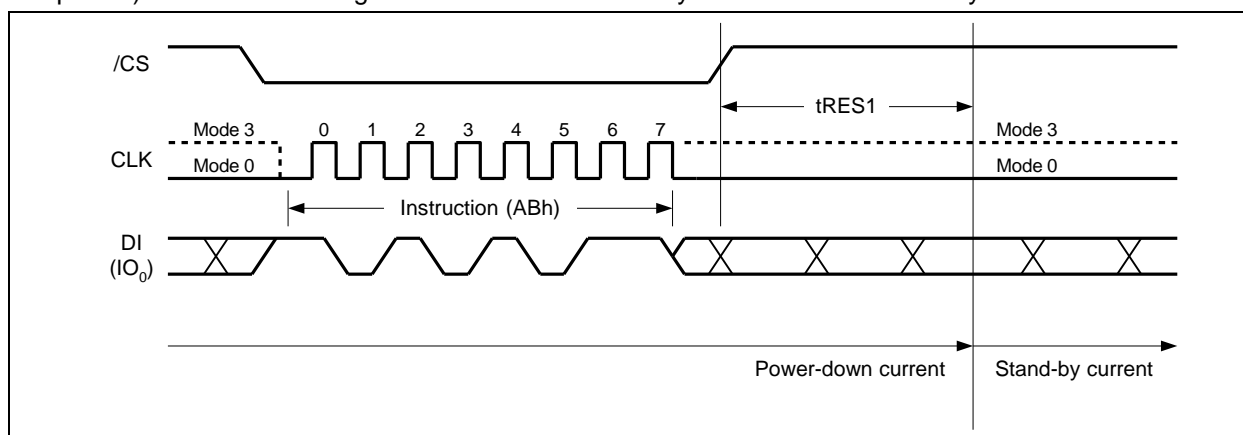 /CS
tRES1
Mode 3
0 1 2 3 4 5 6 7
Mode 3
CLK
Mode 0
Mode 0
Instruction (ABh)
DI
(IO0)
Power-down current
Stand-by current